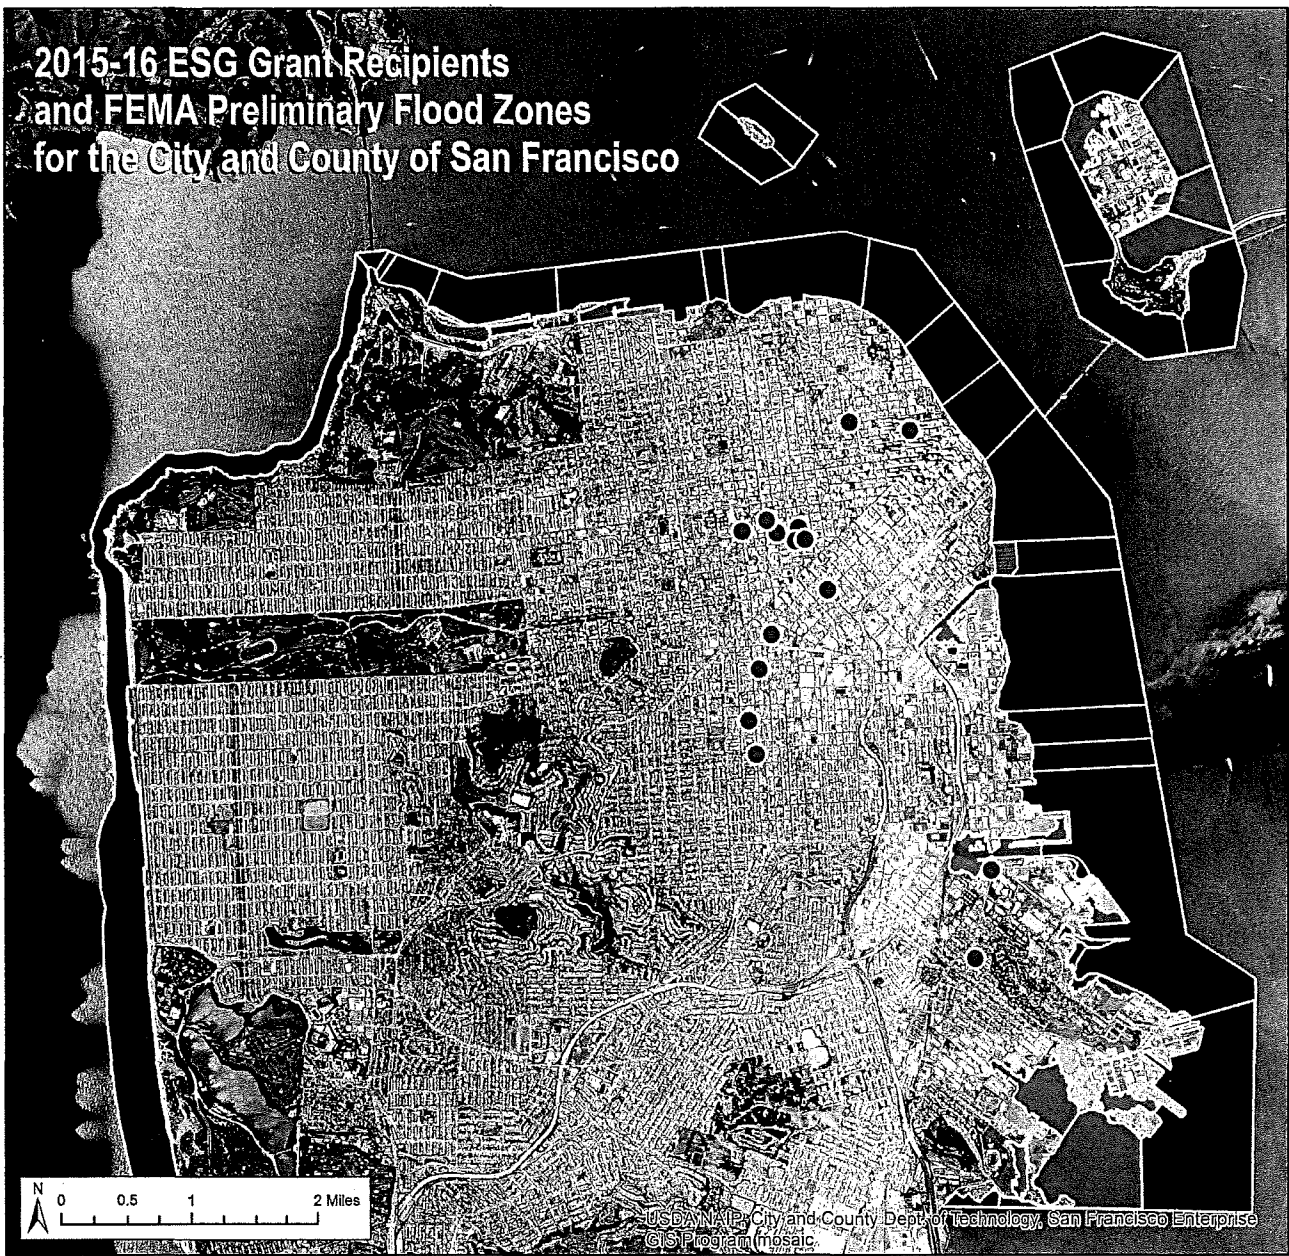 2015-16 ESG Grant Recipients
and FEMA Preliminary Flood Zones
for the City and County of San Francisco
N
0 0.5 1 2 Miles
USDA NAIP, City and County Dept. of Technology, San Francisco Enterprise
GIS Program mosaic